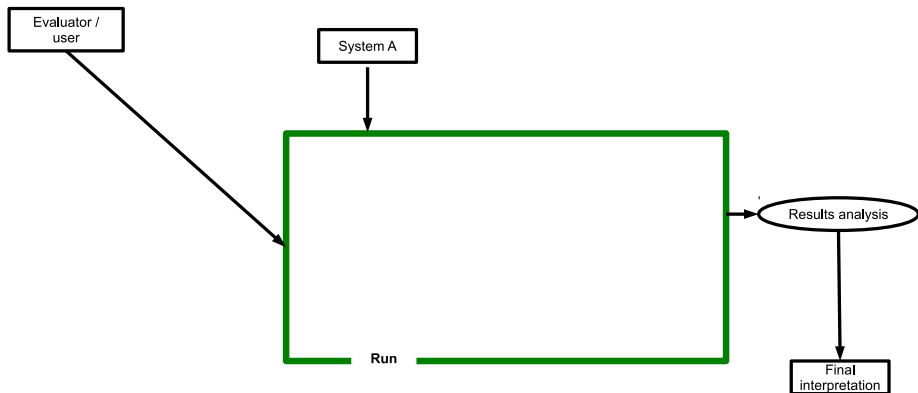 Evaluator /
user
System A
Results analysis
Run
Final
interpretation